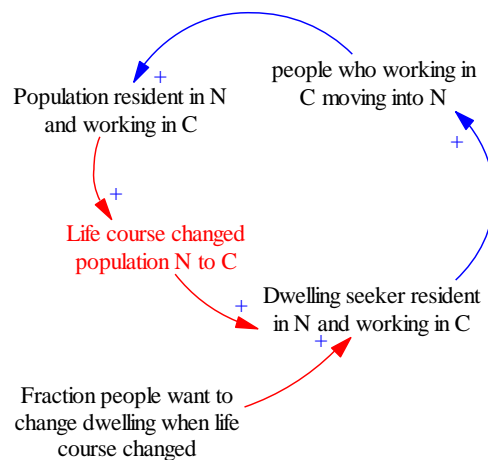 people who working in
C moving into N
+
+
Population resident in N
and working in C
+
Life course changed
population N to C
+
Dwelling seeker resident
in N and working in C
+
Fraction people want to
change dwelling when life
course changed